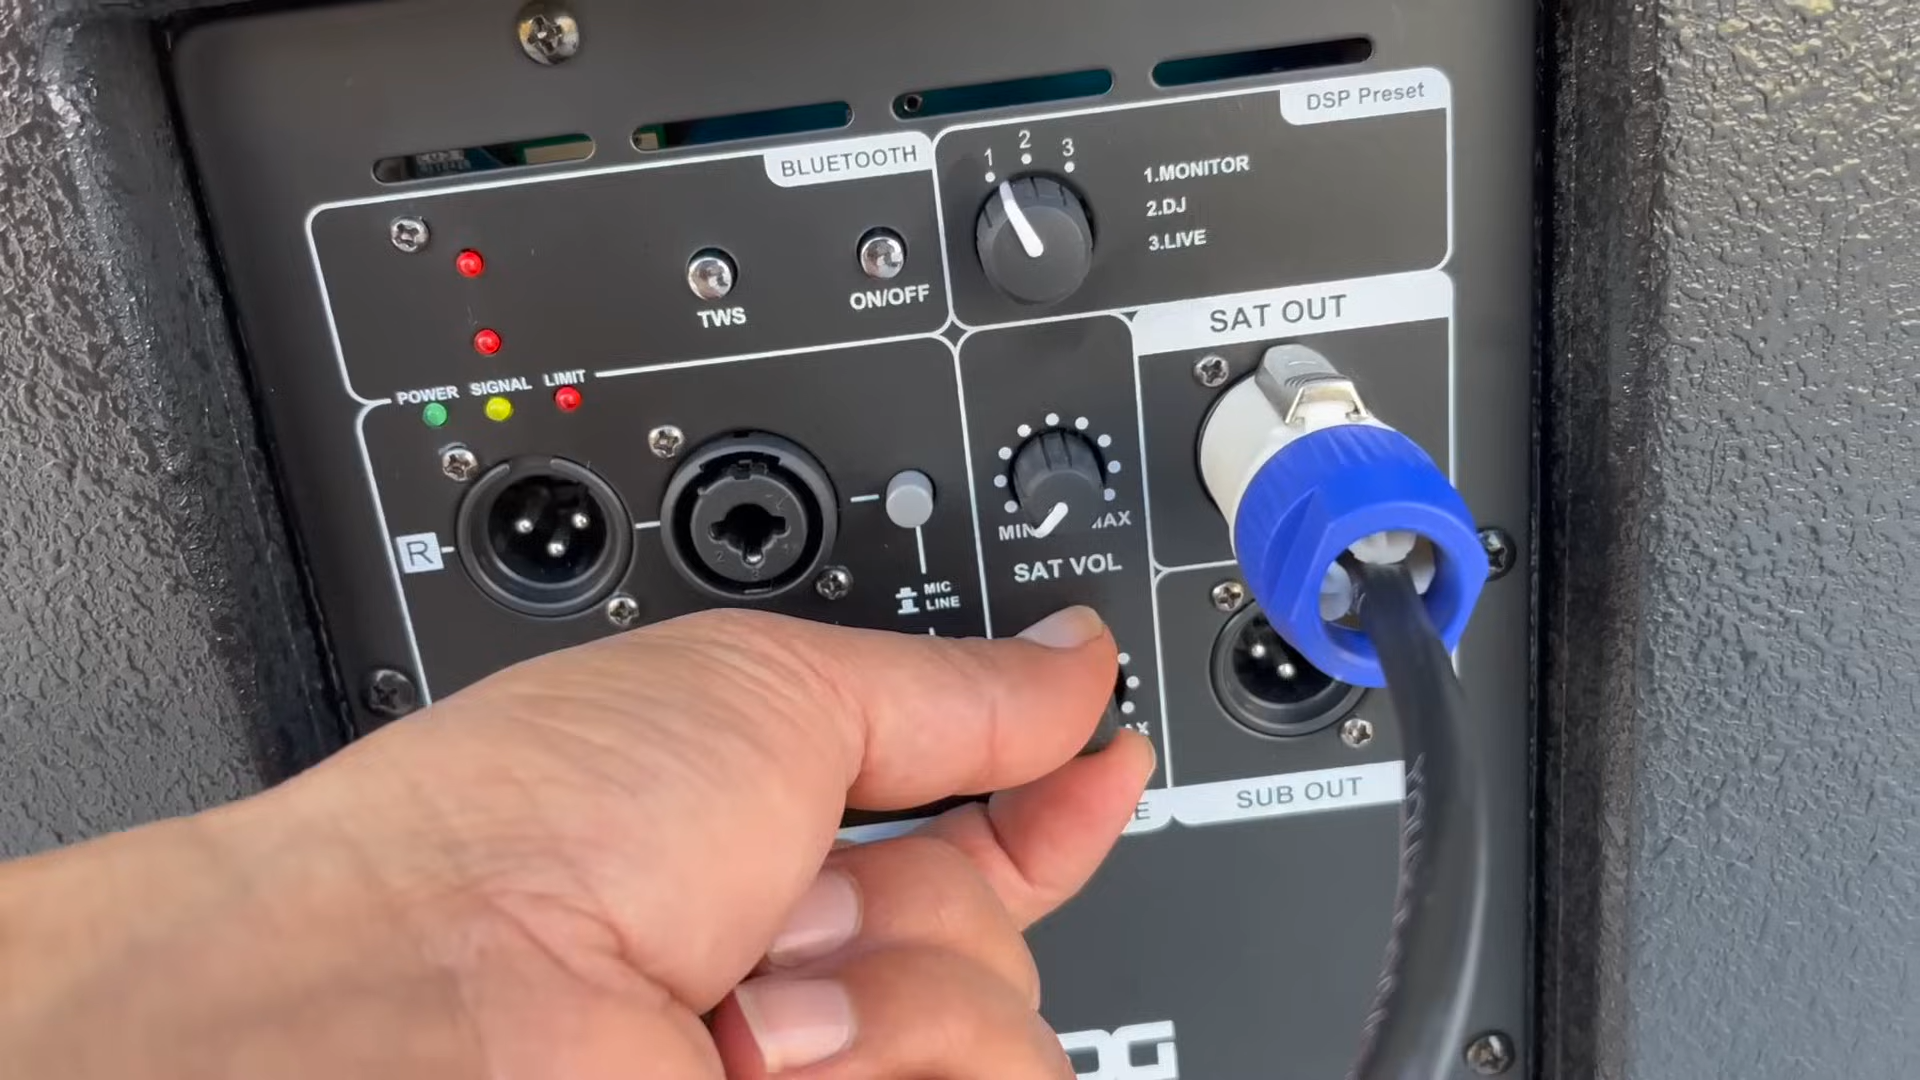 DSP Preset
BLUETOOTH
1 2 3
1.MONITOR
2.DJ
3.LIVE
TWS
ON/OFF
SAT OUT
POWER SIGNAL LIMIT
MIN
SAT VOL
R
MIC
LINE
SUB OUT